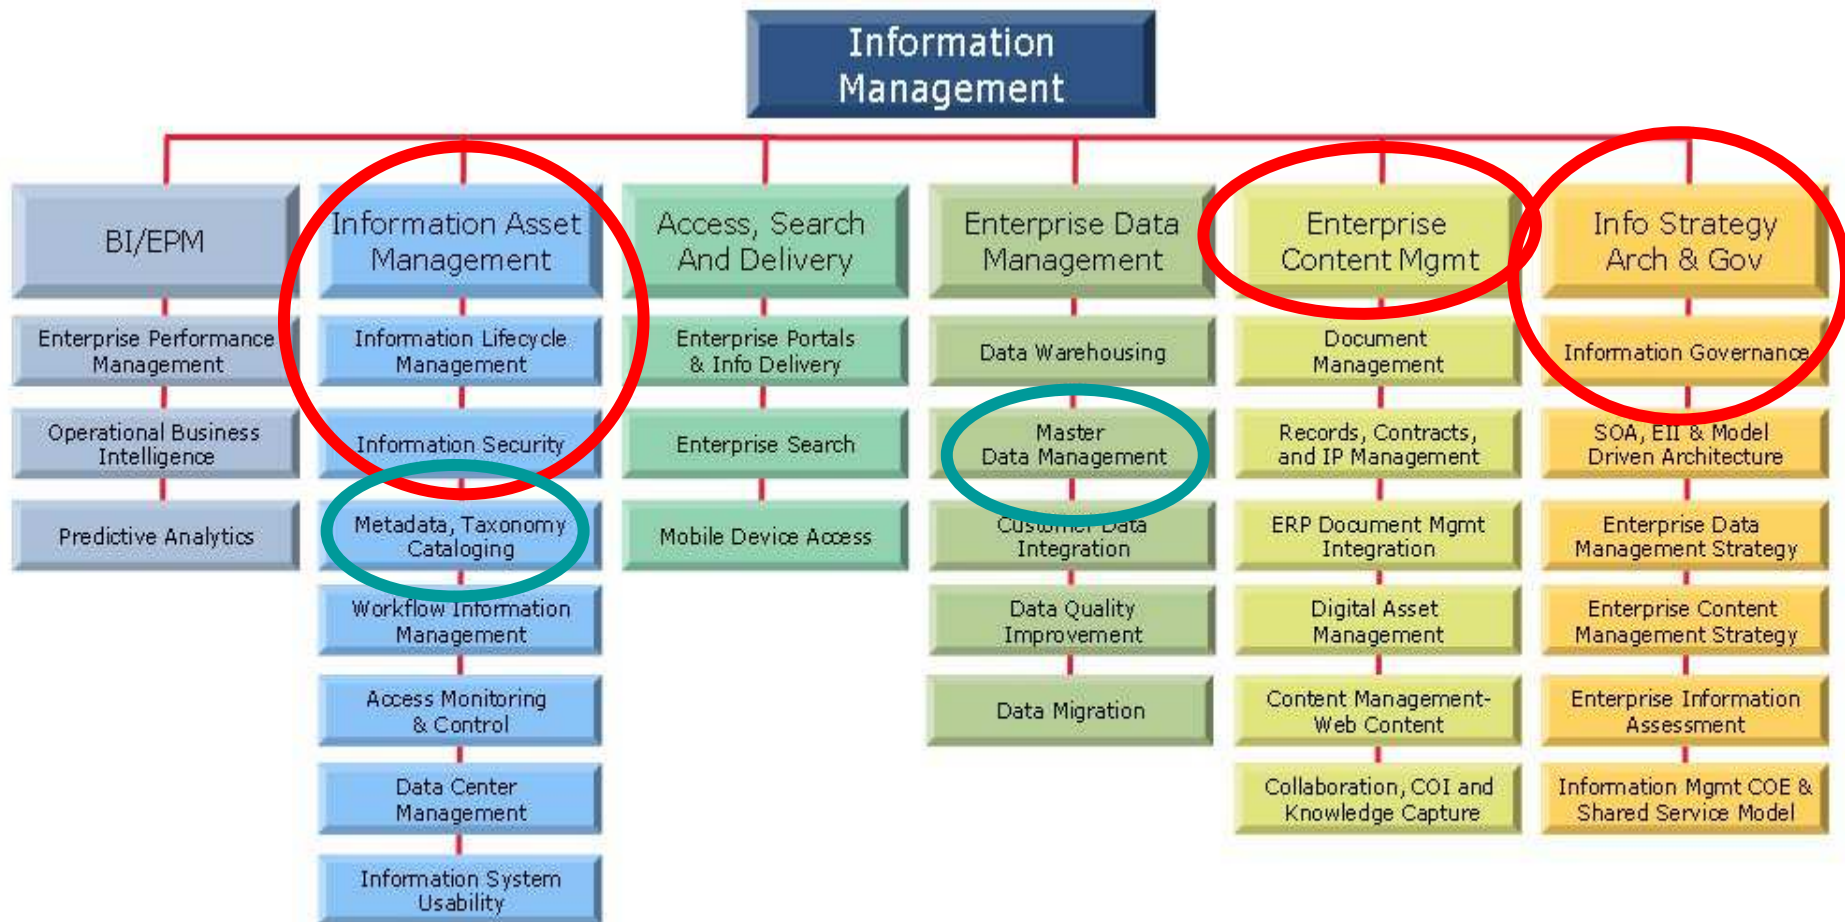 Information
Management
BI/EPM
Enterprise Performance
Management
Operational Business
Intelligence
Predictive Analytics
Information Asset
Management
Information Lifecycle
Management
Information Security
Metadata, Taxonomy
Cataloging
Workflow Information
Management
Access Monitoring
& Control
Data Center
Management
Information System
Usability
Access, Search
And Delivery
Enterprise Portals
& Info Delivery
Enterprise Search
Mobile Device Access
Enterprise Data
Management
Data Warehousing
Master
Data Management
Customer Data
Integration
Data Quality
Improvement
Data Migration
Enterprise
Content Mgmt
Document
Management
Records, Contracts,
and IP Management
ERP Document Mgmt
Integration
Digital Asset
Management
Content Management-
Web Content
Collaboration, COI and
Knowledge Capture
Info Strategy
Arch & Gov
Information Governance
SOA, EII & Model
Driven Architecture
Enterprise Data
Management Strategy
Enterprise Content
Management Strategy
Enterprise Information
Assessment
Information Mgmt COE &
Shared Service Model